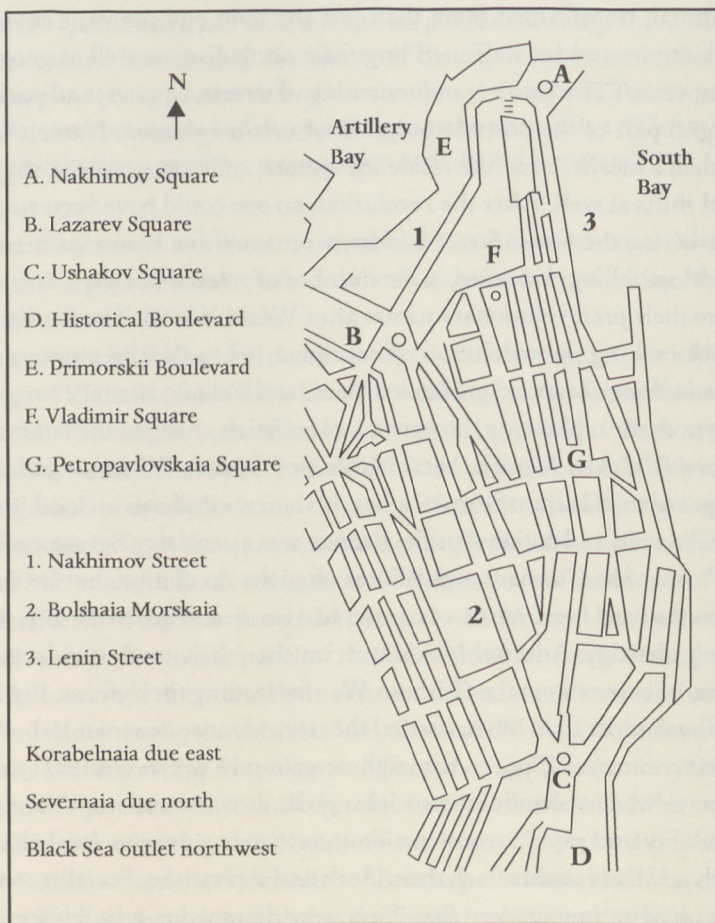 N
A. Nakhimov Square
B. Lazarev Square
C. Ushakov Square
D. Historical Boulevard
E. Primorskii Boulevard
F. Vladimir Square
G. Petropavlovskaia Square
1. Nakhimov Street
2. Bolshaia Morskaia
3. Lenin Street
Korabelnaia due east
Severnaia due north
Black Sea outlet northwest
A
Artillery
Bay
E
South
Bay
1
3
F
B
G
2
C
D